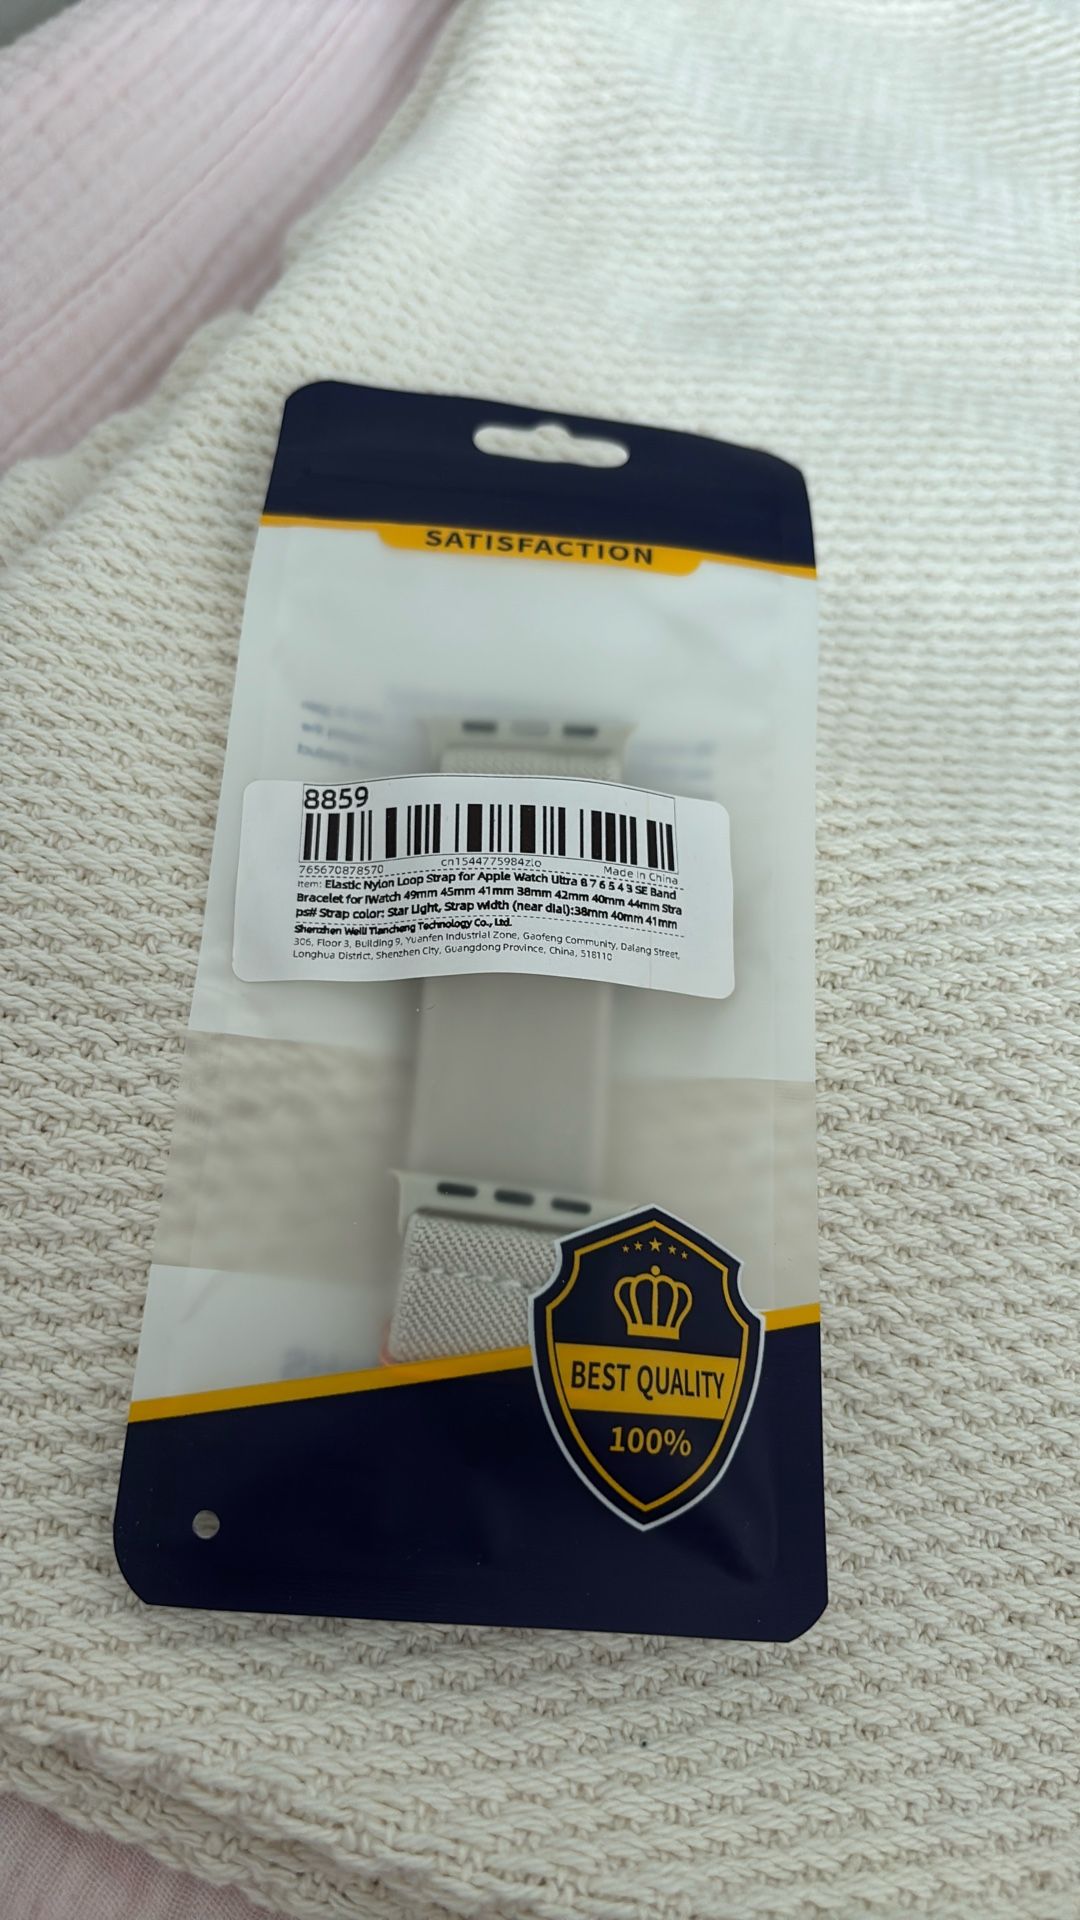 SATISFACTION
8859
765670878570
cn1544775984zlo
Made In China
Item: Elastic Nylon Loop Strap for Apple Watch Ultra 8 7 6 5 4 3 SE Band
Bracelet for IWatch 49mm 45mm 41mm 38mm 42mm 40mm 44mm Stra
ps# Strap color: Star Light, Strap width (near dial):38mm 40mm 41mm
Shenzhen Weili Tiancheng Technology Co., Ltd.
306, Floor 3, Building 9, Yuanfen Industrial Zone, Gaofeng Community, Dalang Street,
Longhua District, Shenzhen City, Guangdong Province, China, 518110
BEST QUALITY
100%